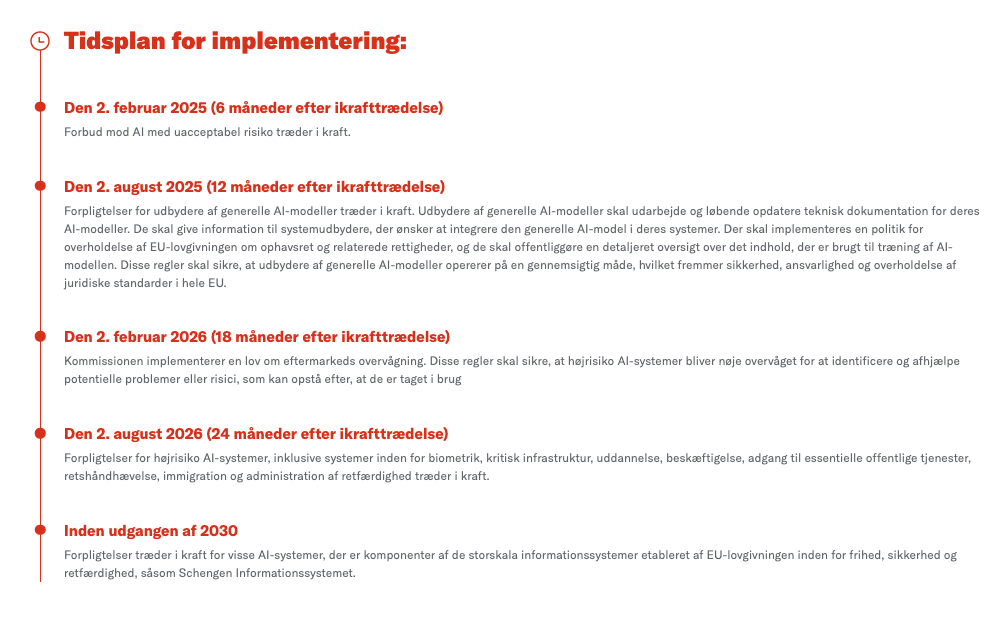 Tidsplan for implementering:
Den 2. februar 2025 (6 måneder efter ikrafttrædelse)
Forbud mod AI med uacceptabel risiko træder i kraft.
Den 2. august 2025 (12 måneder efter ikrafttrædelse)
Forpligtelser for udbydere af generelle AI-modeller træder i kraft. Udbydere af generelle AI-modeller skal udarbejde og løbende opdatere teknisk dokumentation for deres
AI-modeller. De skal give information til systemudbydere, der ønsker at integrere den generelle AI-model i deres systemer. Der skal implementeres en politik for
overholdelse af EU-lovgivningen om ophavsret og relaterede rettigheder, og de skal offentliggøre en detaljeret oversigt over det indhold, der er brugt til træning af AI-
modellen. Disse regler skal sikre, at udbydere af generelle AI-modeller opererer på en gennemsigtig måde, hvilket fremmer sikkerhed, ansvarlighed og overholdelse af
juridiske standarder i hele EU.
Den 2. februar 2026 (18 måneder efter ikrafttrædelse)
Kommissionen implementerer en lov om eftermarkeds overvågning. Disse regler skal sikre, at højrisiko AI-systemer bliver nøje overvåget for at identificere og afhjælpe
potentielle problemer eller risici, som kan opstå efter, at de er taget i brug
Den 2. august 2026 (24 måneder efter ikrafttrædelse)
Forpligtelser for højrisiko AI-systemer, inklusive systemer inden for biometrik, kritisk infrastruktur, uddannelse, beskæftigelse, adgang til essentielle offentlige tjenester,
retshåndhævelse, immigration og administration af retfærdighed træder i kraft.
Inden udgangen af 2030
Forpligtelser træder i kraft for visse AI-systemer, der er komponenter af de storskala informationssystemer etableret af EU-lovgivningen inden for frihed, sikkerhed og
retfærdighed, såsom Schengen Informationssystemet.